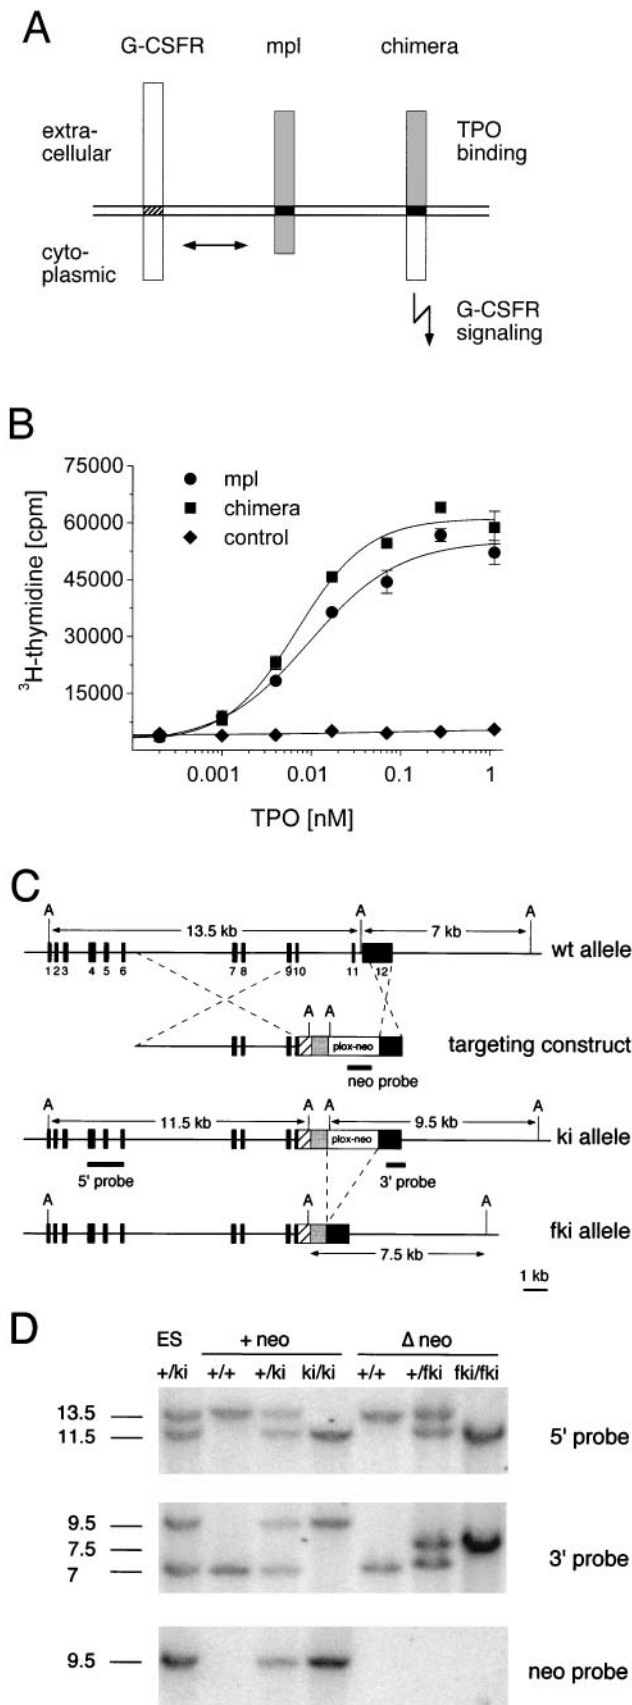 A
G-CSFR mpl chimera
extra-
cellular
TPO
binding
cyto-
plasmic
G-CSFR
signaling
B
75000
60000
45000
30000
15000
³H-thymidine [cpm]
mpl
chimera
control
0.001 0.01 0.1 1
TPO [nM]
C
A A A
13.5 kb 7 kb
wt allele
1 2 3 4 5 6 7 8 9 10 11 12
A A
plox-neo
targeting construct
neo probe
A A A
11.5 kb 9.5 kb
plox-neo
ki allele
5' probe 3' probe
A A A
fki allele
7.5 kb
1 kb
D
ES + neo Δ neo
+/ki +/+ +/ki ki/ki +/+ +/fki fki/fki
13.5
11.5
5' probe
9.5
7.5
7
3' probe
9.5
neo probe